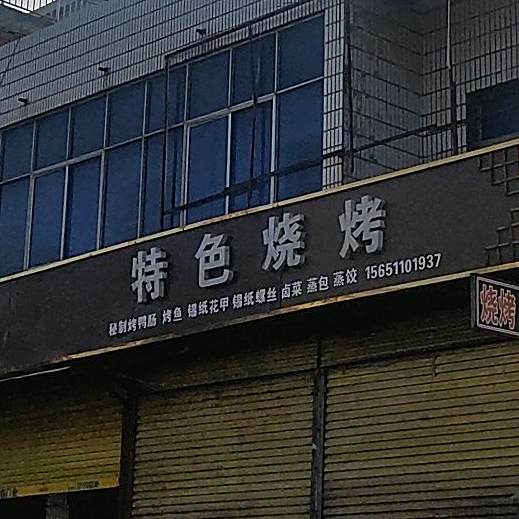 特色烧烤
秘制烤鸭肠 烤鱼 锡纸花甲 锡纸螺丝 卤菜 蒸包 蒸饺 15651101937
烧烤